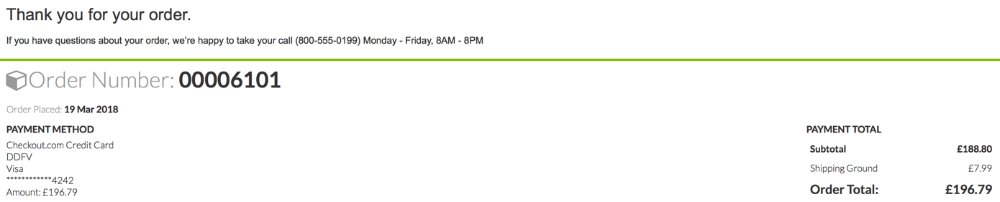 Thank you for your order.
If you have questions about your order, we're happy to take your call (800-555-0199) Monday - Friday, 8AM - 8PM
Order Number: 00006101
Order Placed: 19 Mar 2018
PAYMENT METHOD
Checkout.com Credit Card
DDFV
Visa
************4242
Amount: £196.79
PAYMENT TOTAL
Subtotal £188.80
Shipping Ground £7.99
Order Total: £196.79